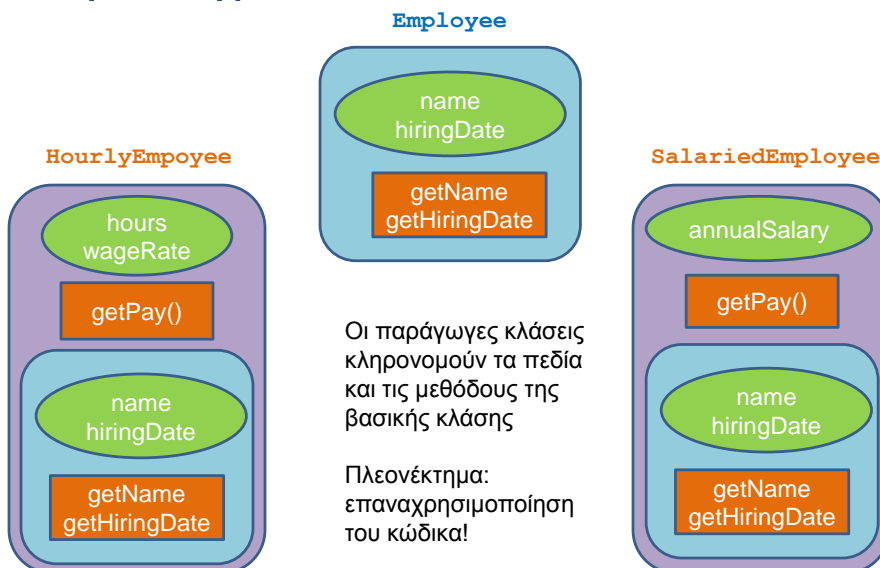 Employee
name
hiringDate
getName
getHiringDate
HourlyEmpoyee
hours
wageRate
getPay()
name
hiringDate
getName
getHiringDate
Οι παράγωγες κλάσεις
κληρονομούν τα πεδία
και τις μεθόδους της
βασικής κλάσης
Πλεονέκτημα:
επαναχρησιμοποίηση
του κώδικα!
SalariedEmployee
annualSalary
getPay()
name
hiringDate
getName
getHiringDate